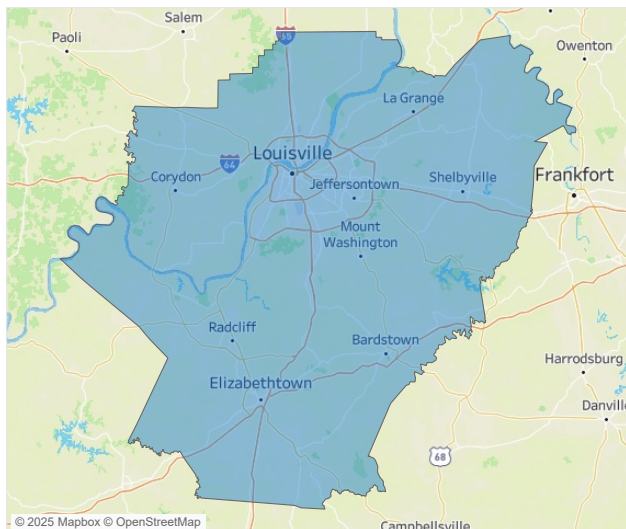 Salem
Paoli
65
Owenton
La Grange
Louisville
64
Corydon
Jeffersontown
Shelbyville
Frankfort
Mount
Washington
Radcliff
Bardstown
Harrodsburg
Elizabethtown
Danville
68
Campbellsville
© 2025 Mapbox © OpenStreetMap